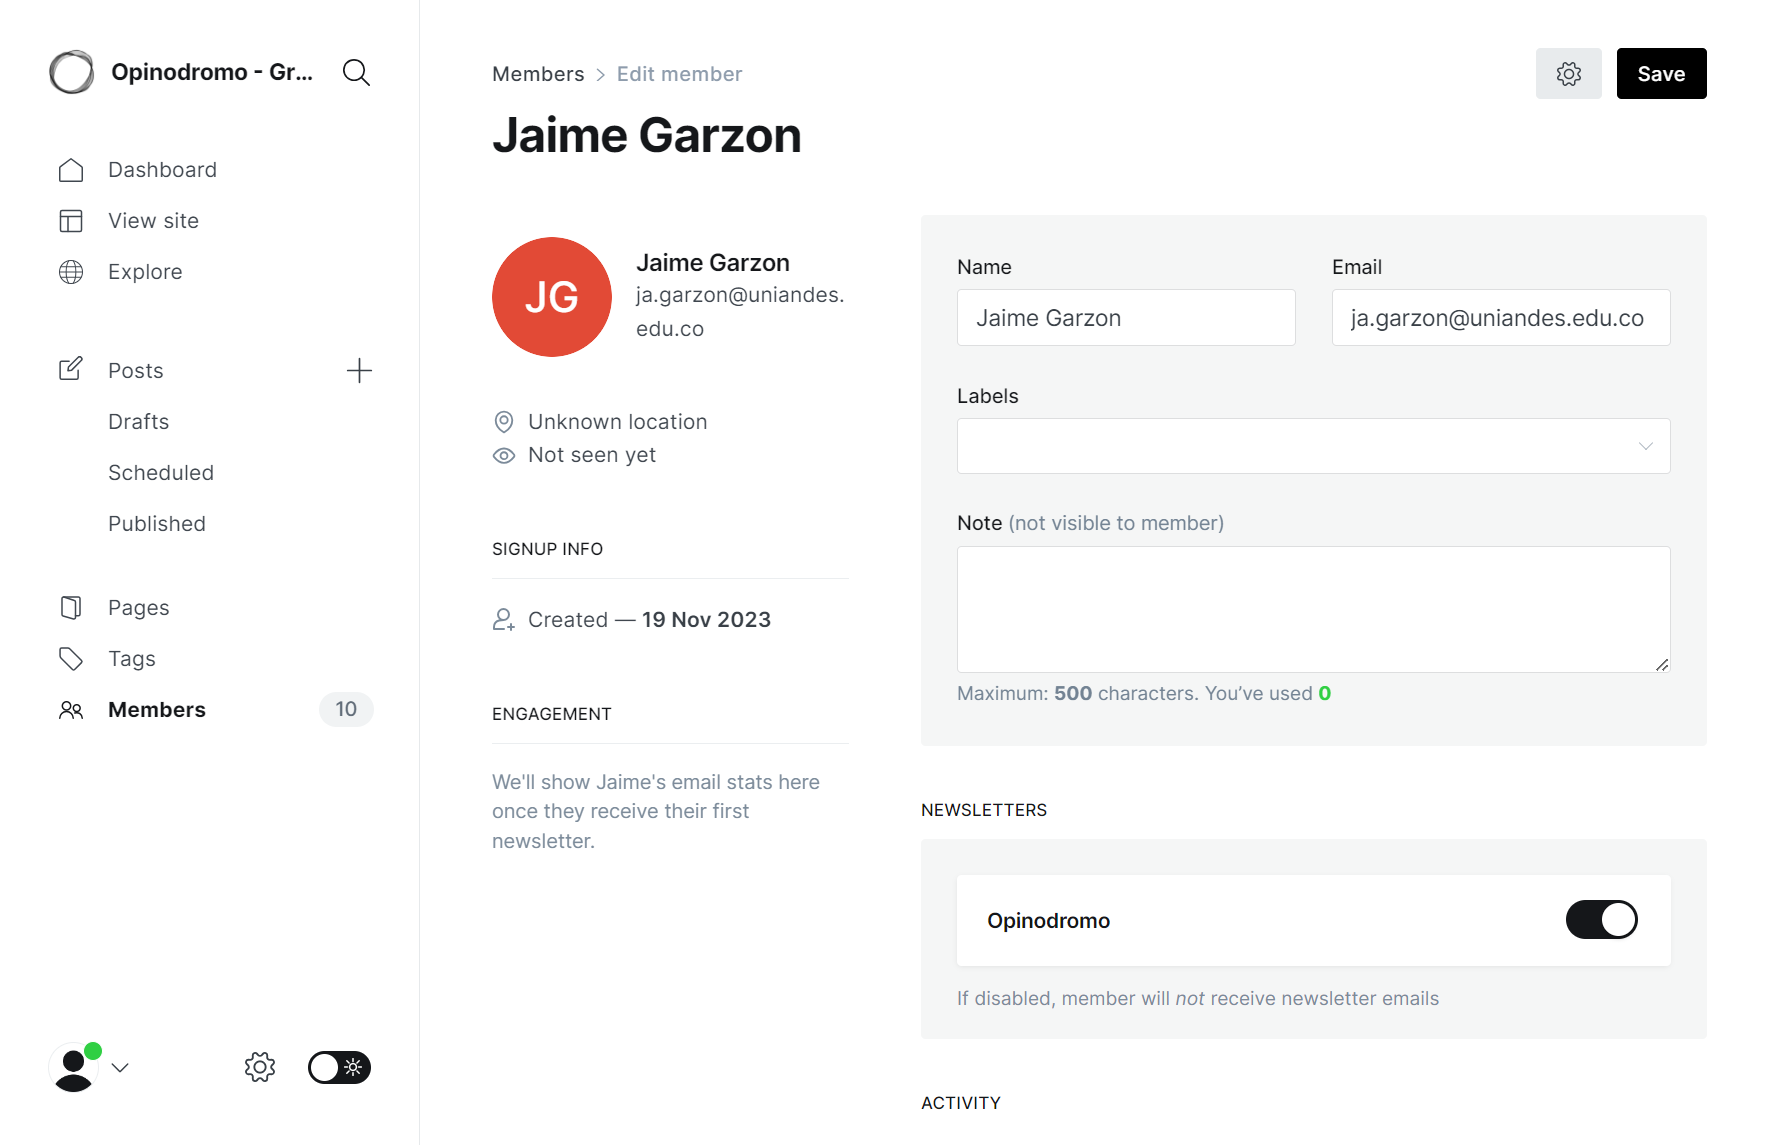 Opinodromo - Gr...
Dashboard
View site
Explore
Posts
Drafts
Scheduled
Published
Pages
Tags
Members
10
Members > Edit member
Save
Jaime Garzon
JG
Jaime Garzon
ja.garzon@uniandes.
edu.co
Unknown location
Not seen yet
SIGNUP INFO
Created — 19 Nov 2023
ENGAGEMENT
We'll show Jaime's email stats here
once they receive their first
newsletter.
Name
Jaime Garzon
Email
ja.garzon@uniandes.edu.co
Labels
Note (not visible to member)
Maximum: 500 characters. You’ve used 0
NEWSLETTERS
Opinodromo
If disabled, member will not receive newsletter emails
ACTIVITY